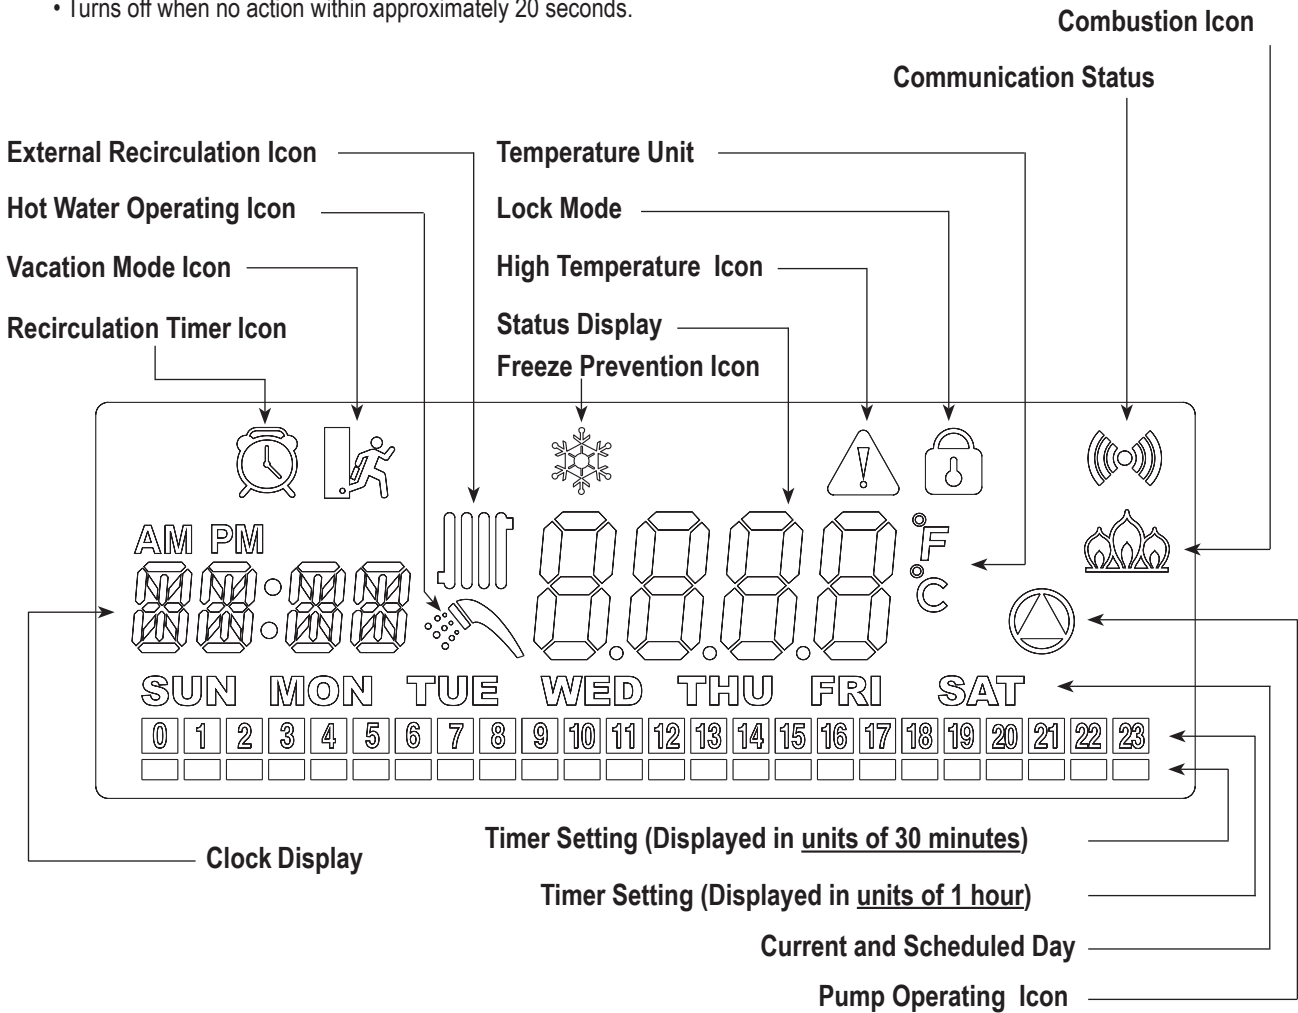 • Turns off when no action within approximately 20 seconds.
Combustion Icon
Communication Status
External Recirculation Icon
Temperature Unit
Hot Water Operating Icon
Lock Mode
Vacation Mode Icon
High Temperature Icon
Recirculation Timer Icon
Status Display
Freeze Prevention Icon
AM PM
°F
°C
SUN MON TUE WED THU FRI SAT
0 1 2 3 4 5 6 7 8 9 10 11 12 13 14 15 16 17 18 19 20 21 22 23
Timer Setting (Displayed in units of 30 minutes)
Clock Display
Timer Setting (Displayed in units of 1 hour)
Current and Scheduled Day
Pump Operating Icon